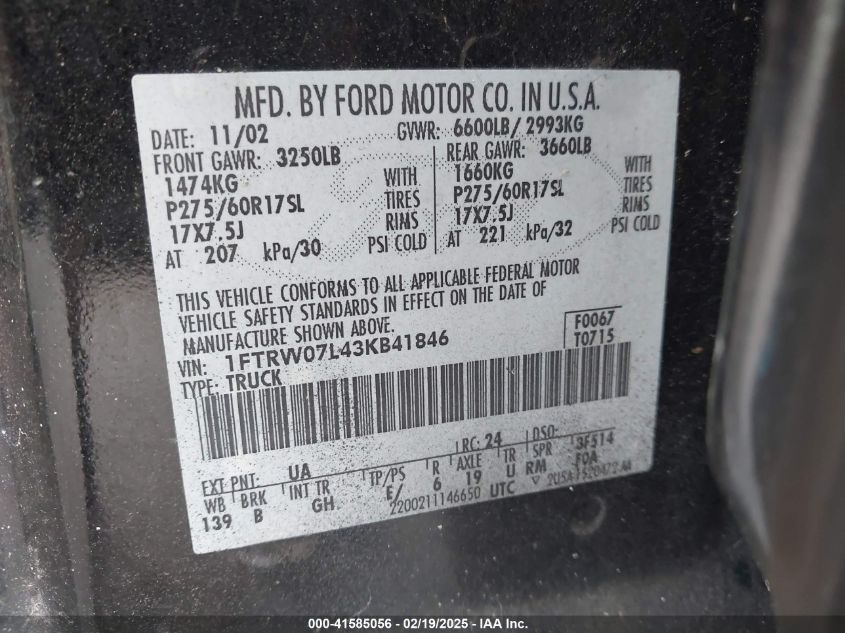 MFD. BY FORD MOTOR CO. IN U.S.A.
DATE: 11/02 GVWR: 6600LB/ 2993KG
FRONT GAWR: 3250LB REAR GAWR: 3660LB
1474KG WITH 1660KG WITH
P275/60R17SL TIRES P275/60R17SL TIRES
17X7.5J RIMS 17X7.5J RIMS
AT 207 kPa/30 PSI COLD AT 221 kPa/32 PSI COLD
THIS VEHICLE CONFORMS TO ALL APPLICABLE FEDERAL MOTOR
VEHICLE SAFETY STANDARDS IN EFFECT ON THE DATE OF
MANUFACTURE SHOWN ABOVE.
VIN: 1FTRW07L43KB41846 F0067
TYPE: TRUCK T0715
EXT PNT: UA RC: 24 DSO: 3F514
WB BRK INT TR TP/PS R AXLE TR SPR F0A
139 B GH E/ 6 19 U RM
2200211146650 UTC
000-41585056 - 02/19/2025 - IAA Inc.